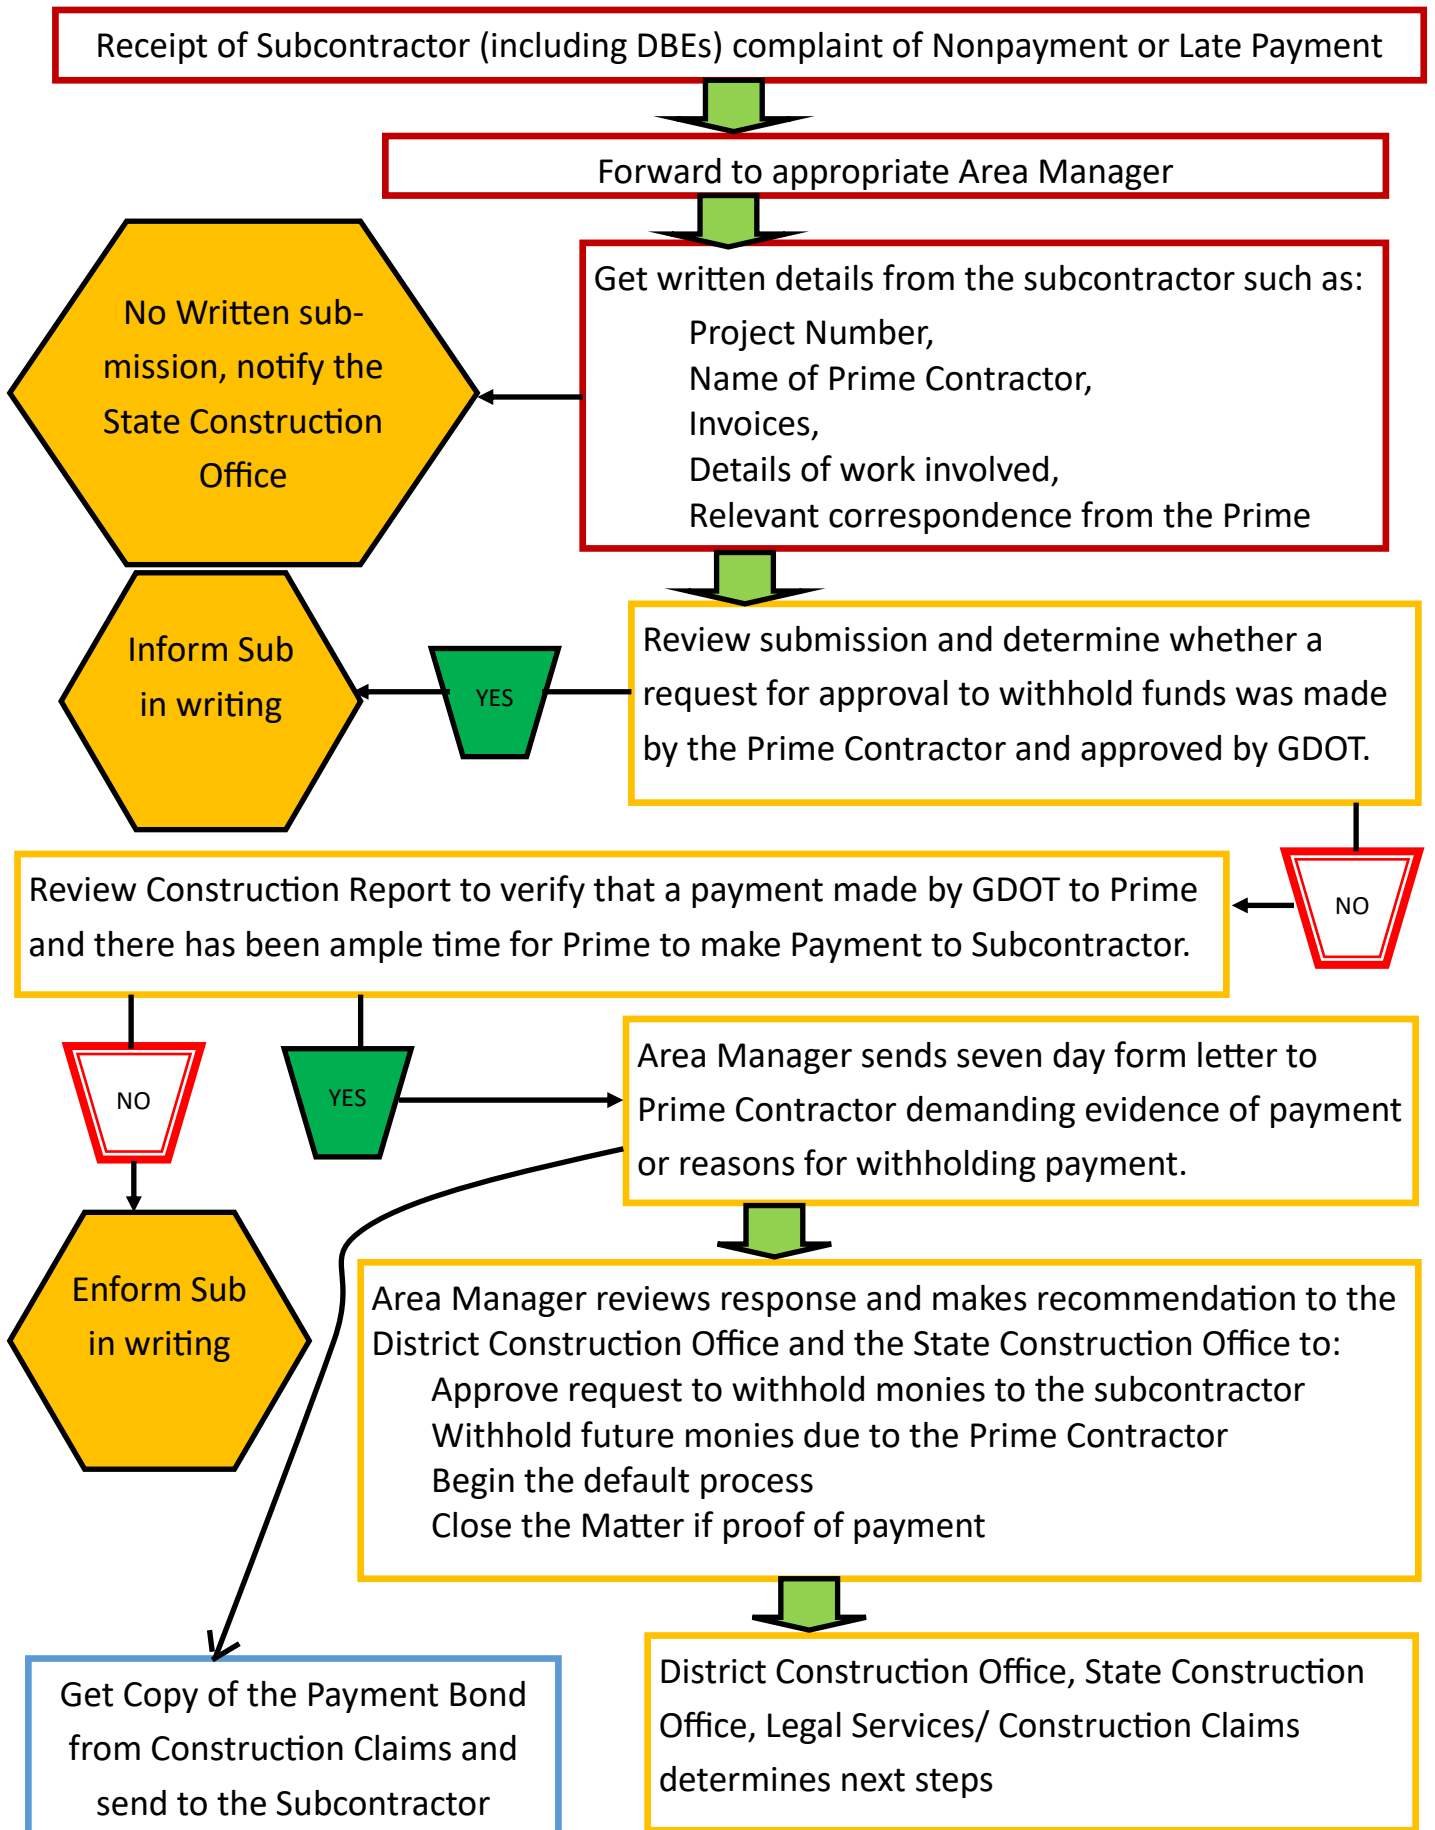 Receipt of Subcontractor (including DBEs) complaint of Nonpayment or Late Payment
Forward to appropriate Area Manager
Get written details from the subcontractor such as:
Project Number,
Name of Prime Contractor,
Invoices,
Details of work involved,
Relevant correspondence from the Prime
No Written sub-
mission, notify the
State Construction
Office
Review submission and determine whether a
request for approval to withhold funds was made
by the Prime Contractor and approved by GDOT.
YES
Inform Sub
in writing
NO
Review Construction Report to verify that a payment made by GDOT to Prime
and there has been ample time for Prime to make Payment to Subcontractor.
NO
YES
Enform Sub
in writing
Area Manager sends seven day form letter to
Prime Contractor demanding evidence of payment
or reasons for withholding payment.
Area Manager reviews response and makes recommendation to the
District Construction Office and the State Construction Office to:
Approve request to withhold monies to the subcontractor
Withhold future monies due to the Prime Contractor
Begin the default process
Close the Matter if proof of payment
Get Copy of the Payment Bond
from Construction Claims and
send to the Subcontractor
District Construction Office, State Construction
Office, Legal Services/ Construction Claims
determines next steps